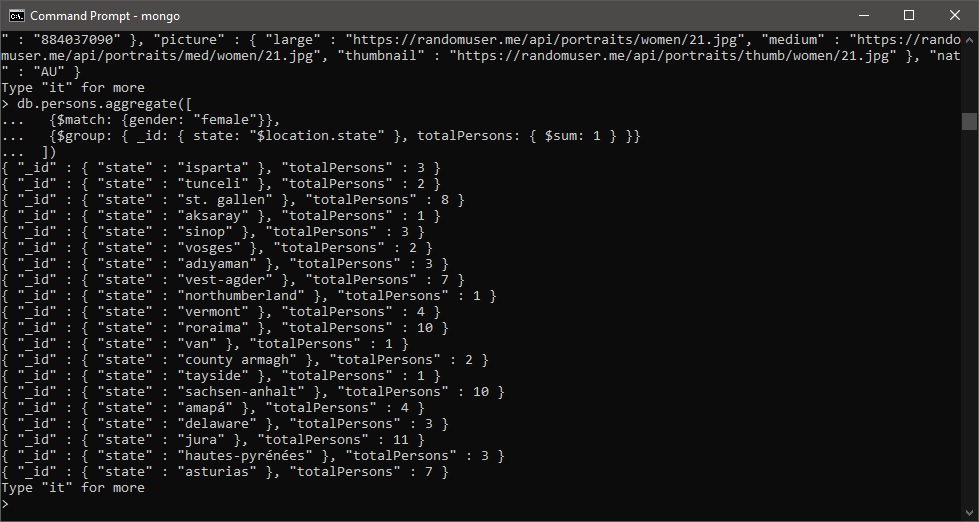 Command Prompt - mongo
" : "884037090" }, "picture" : { "large" : "https://randomuser.me/api/portraits/women/21.jpg", "medium" : "https://rando
muser.me/api/portraits/med/women/21.jpg", "thumbnail" : "https://randomuser.me/api/portraits/thumb/women/21.jpg" }, "nat
" : "AU" }
Type "it" for more
> db.persons.aggregate([
...   {$match: {gender: "female"}},
...   {$group: { _id: { state: "$location.state" }, totalPersons: { $sum: 1 } }}
...  ])
{ "_id" : { "state" : "isparta" }, "totalPersons" : 3 }
{ "_id" : { "state" : "tunceli" }, "totalPersons" : 2 }
{ "_id" : { "state" : "st. gallen" }, "totalPersons" : 8 }
{ "_id" : { "state" : "aksaray" }, "totalPersons" : 1 }
{ "_id" : { "state" : "sinop" }, "totalPersons" : 3 }
{ "_id" : { "state" : "vosges" }, "totalPersons" : 2 }
{ "_id" : { "state" : "adıyaman" }, "totalPersons" : 3 }
{ "_id" : { "state" : "vest-agder" }, "totalPersons" : 7 }
{ "_id" : { "state" : "northumberland" }, "totalPersons" : 1 }
{ "_id" : { "state" : "vermont" }, "totalPersons" : 4 }
{ "_id" : { "state" : "roraima" }, "totalPersons" : 10 }
{ "_id" : { "state" : "van" }, "totalPersons" : 1 }
{ "_id" : { "state" : "county armagh" }, "totalPersons" : 2 }
{ "_id" : { "state" : "tayside" }, "totalPersons" : 1 }
{ "_id" : { "state" : "sachsen-anhalt" }, "totalPersons" : 10 }
{ "_id" : { "state" : "amapá" }, "totalPersons" : 4 }
{ "_id" : { "state" : "delaware" }, "totalPersons" : 3 }
{ "_id" : { "state" : "jura" }, "totalPersons" : 11 }
{ "_id" : { "state" : "hautes-pyrénées" }, "totalPersons" : 3 }
{ "_id" : { "state" : "asturias" }, "totalPersons" : 7 }
Type "it" for more
>